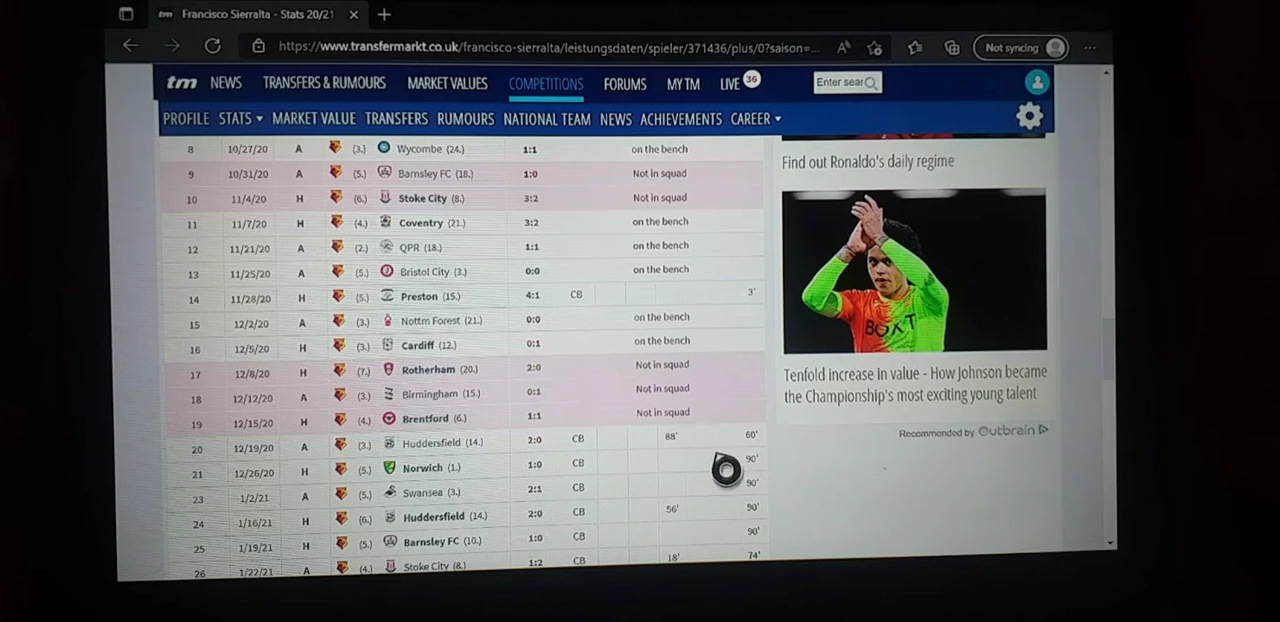 tm Francisco Sierralta - Stats 20/21
https://www.transfermarkt.co.uk/francisco-sierralta/leistungsdaten/spieler/371436/plus/0?saison=... Not syncing
tm NEWS TRANSFERS & RUMOURS MARKET VALUES COMPETITIONS FORUMS MY TM LIVE 36 Enter sear
PROFILE STATS MARKET VALUE TRANSFERS RUMOURS NATIONAL TEAM NEWS ACHIEVEMENTS CAREER
8 10/27/20 A (3.) Wycombe (24.) 1:1 on the bench
9 10/31/20 A (5.) Barnsley FC (18.) 1:0 Not in squad
10 11/4/20 H (6.) Stoke City (8.) 3:2 Not in squad
11 11/7/20 H (4.) Coventry (21.) 3:2 on the bench
12 11/21/20 A (2.) QPR (18.) 1:1 on the bench
13 11/25/20 A (5.) Bristol City (3.) 0:0 on the bench
14 11/28/20 H (5.) Preston (15.) 4:1 CB 3'
15 12/2/20 A (3.) Nottm Forest (21.) 0:0 on the bench
16 12/5/20 H (3.) Cardiff (12.) 0:1 on the bench
17 12/8/20 H (7.) Rotherham (20.) 2:0 Not in squad
18 12/12/20 A (3.) Birmingham (15.) 0:1 Not in squad
19 12/15/20 H (4.) Brentford (6.) 1:1 Not in squad
20 12/19/20 A (3.) Huddersfield (14.) 2:0 CB 88' 60'
21 12/26/20 H (5.) Norwich (1.) 1:0 CB 90'
23 1/2/21 A (5.) Swansea (3.) 2:1 CB 90'
24 1/16/21 H (6.) Huddersfield (14.) 2:0 CB 56' 90'
25 1/19/21 H (5.) Barnsley FC (10.) 1:0 CB 90'
26 1/22/21 A (4.) Stoke City (8.) 1:2 CB 18' 74'
Find out Ronaldo's daily regime
BOXT
Tenfold increase in value - How Johnson became
the Championship's most exciting young talent
Recommended by Outbrain